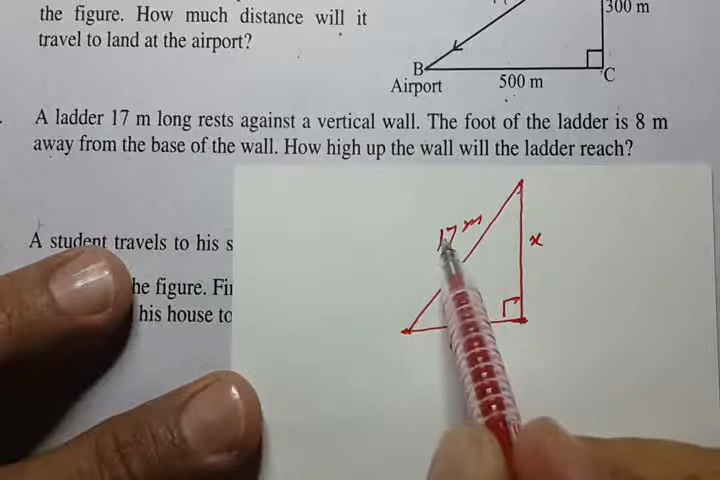 the figure. How much distance will it
travel to land at the airport?
300 m
B
C
Airport
500 m
A ladder 17 m long rests against a vertical wall. The foot of the ladder is 8 m
away from the base of the wall. How high up the wall will the ladder reach?
17 m
x
A student travels to his s
he figure. Fi
his house to